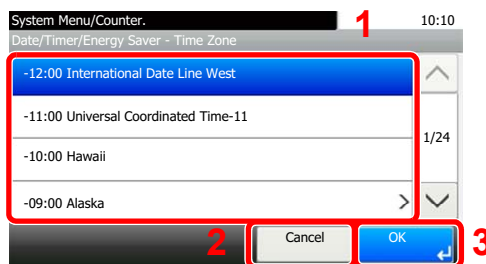 System Menu/Counter. 1 10:10
Date/Timer/Energy Saver - Time Zone
-12:00 International Date Line West
-11:00 Universal Coordinated Time-11
1/24
-10:00 Hawaii
-09:00 Alaska
2 Cancel OK 3